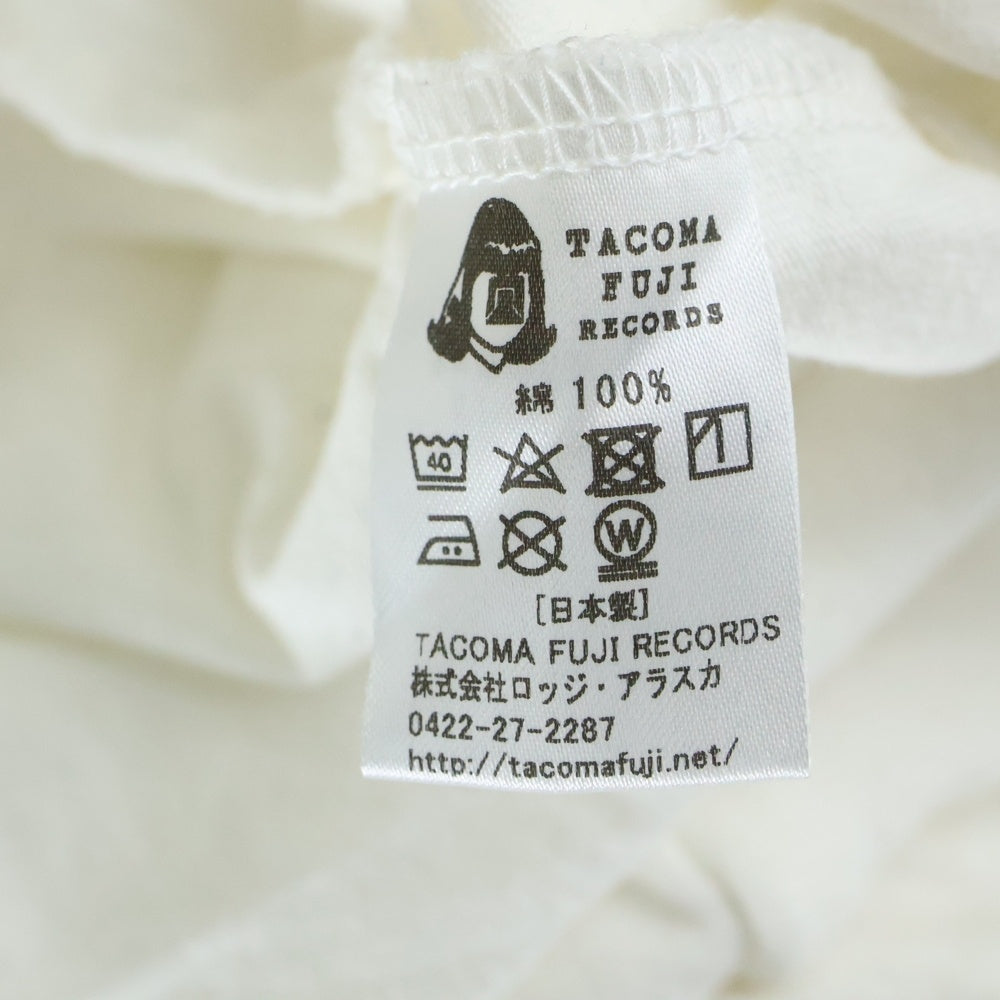 TACOMA
FUJI
RECORDS
綿 100%
40
W
[日本製]
TACOMA FUJI RECORDS
株式会社ロッジ・アラスカ
0422-27-2287
http://tacomafuji.net/